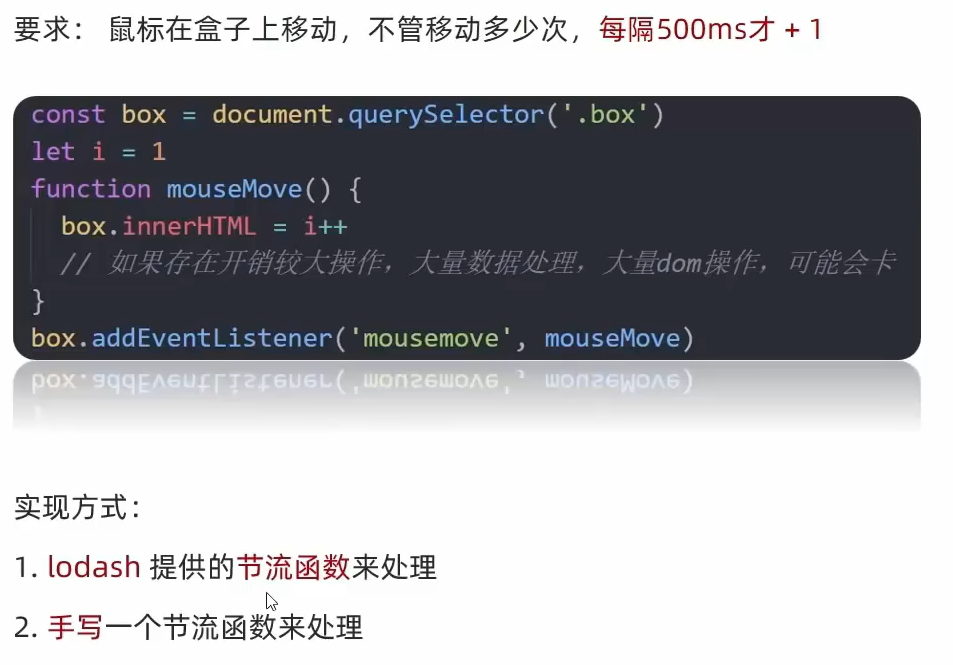 要求： 鼠标在盒子上移动，不管移动多少次，每隔500ms才 + 1
const box = document.querySelector('.box')
let i = 1
function mouseMove() {
box.innerHTML = i++
// 如果存在开销较大操作，大量数据处理，大量dom操作，可能会卡
}
box.addEventListener('mousemove', mouseMove)
实现方式：
1. lodash 提供的节流函数来处理
2. 手写一个节流函数来处理